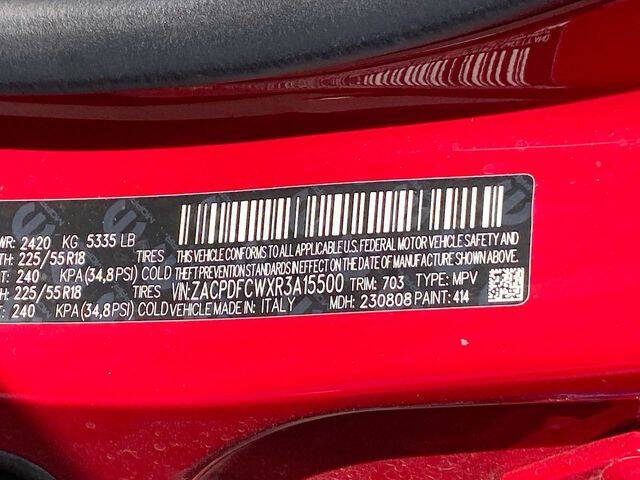 WR: 2420 KG 5335 LB
THIS VEHICLE CONFORMS TO ALL APPLICABLE U.S. FEDERAL MOTOR VEHICLE SAFETY AND
TH: 225/55R18 TIRES
THEFT PREVENTION STANDARDS IN EFFECT ON THE DATE OF MANUFACTURE SHOWN ABOVE.
T: 240 KPA(34,8PSI) COLD
H: 225/55R18 TIRES
VIN:ZACPDFCWXR3A15500 TRIM: 703 TYPE: MPV
240 KPA(34,8PSI) COLD
VEHICLE MADE IN: ITALY MDH: 230808 PAINT: 414